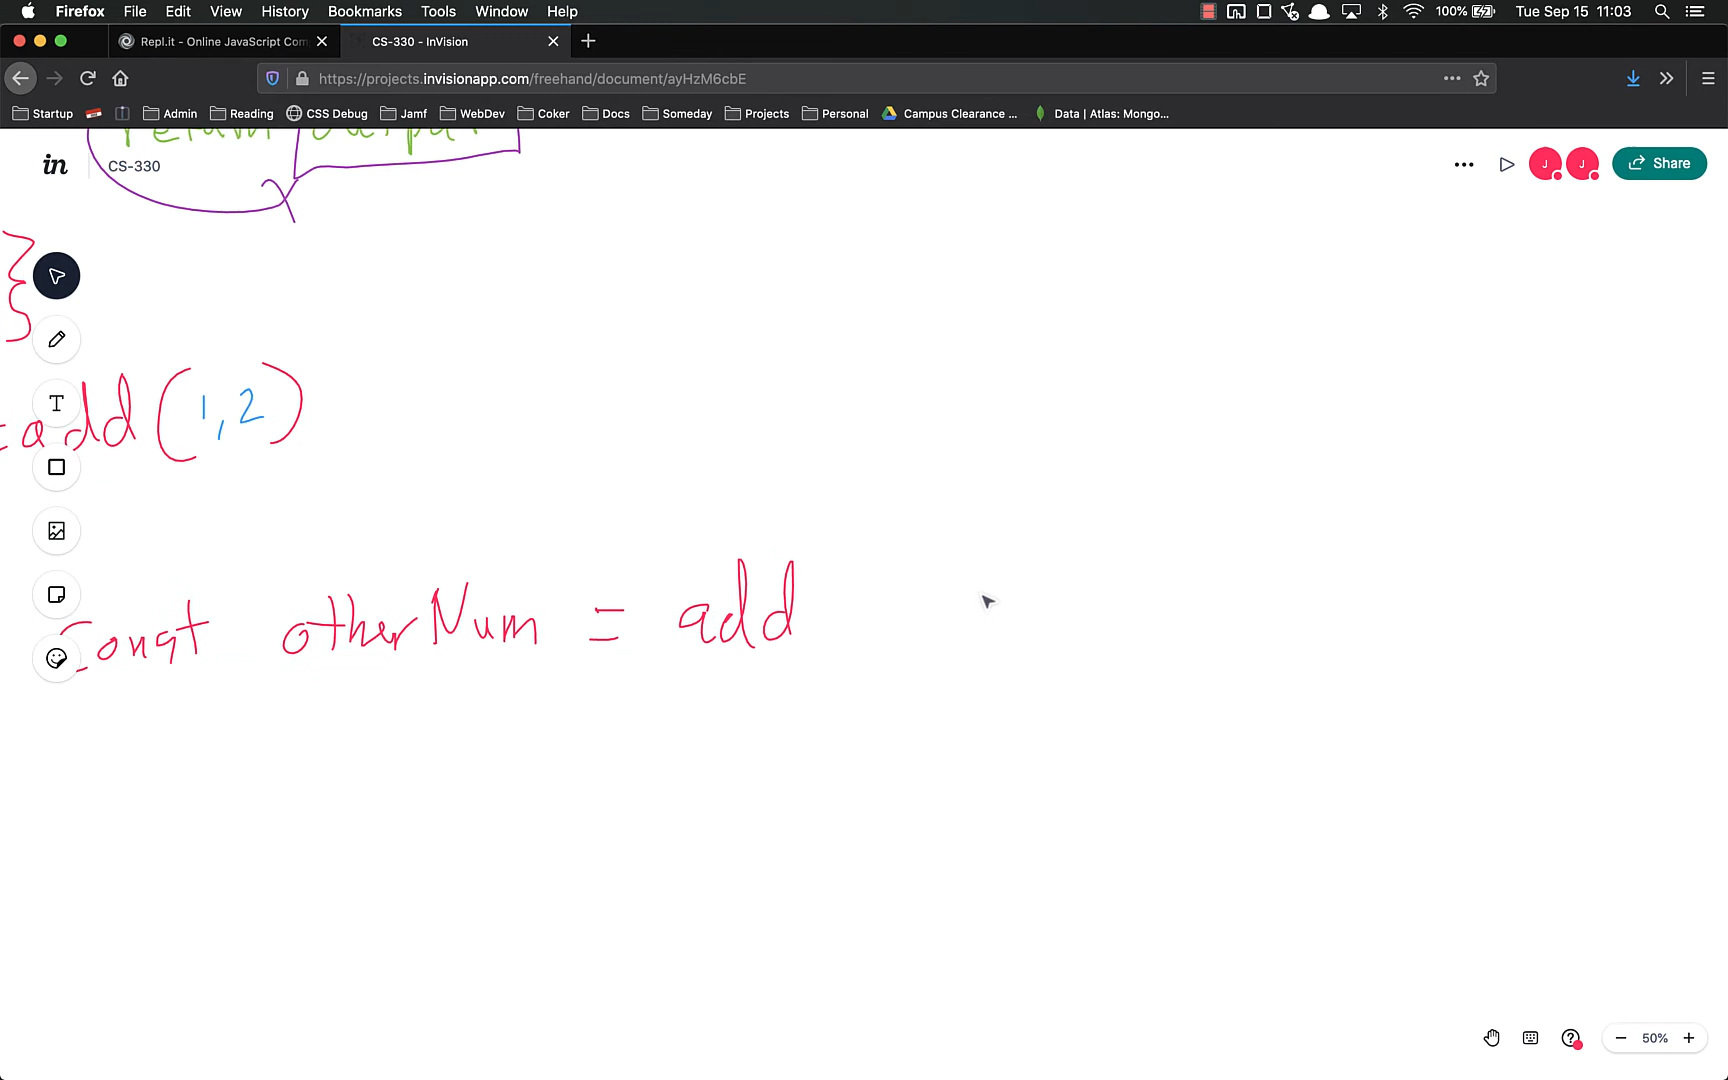 Firefox File Edit View History Bookmarks Tools Window Help 100% Tue Sep 15 11:03
Repl.it - Online JavaScript Com CS-330 - InVision
https://projects.invisionapp.com/freehand/document/ayHzM6cbE
Startup Admin Reading CSS Debug Jamf WebDev Coker Docs Someday Projects Personal Campus Clearance ... Data | Atlas: Mongo...
return output
in CS-330 J J Share
}
= add (1,2)
T
const otherNum = add
50%